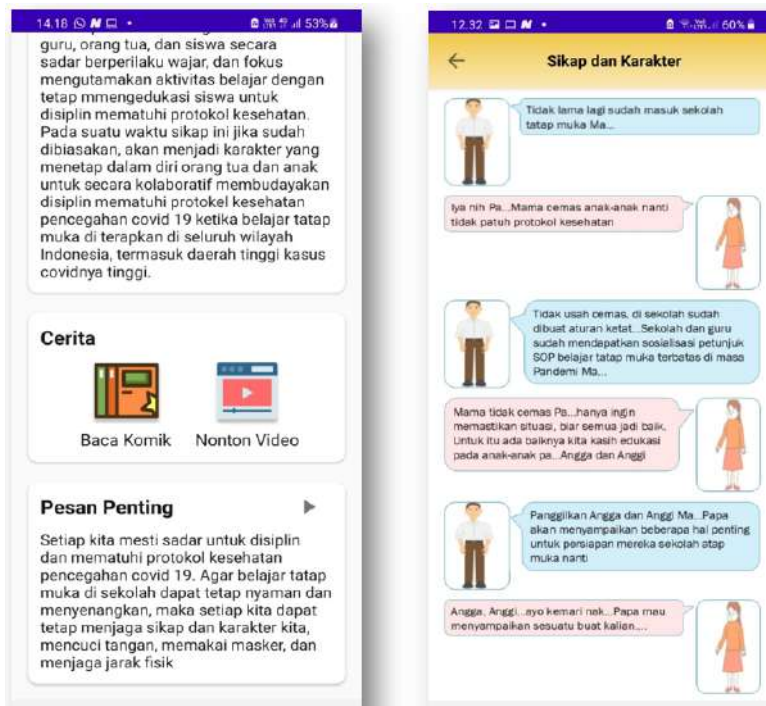 14.18
53%
guru, orang tua, dan siswa secara
sadar berperilaku wajar, dan fokus
mengutamakan aktivitas belajar dengan
tetap mmengedukasi siswa untuk
disiplin mematuhi protokol kesehatan.
Pada suatu waktu sikap ini jika sudah
dibiasakan, akan menjadi karakter yang
menetap dalam diri orang tua dan anak
untuk secara kolaboratif membudayakan
disiplin mematuhi protokel kesehatan
pencegahan covid 19 ketika belajar tatap
muka di terapkan di seluruh wilayah
Indonesia, termasuk daerah tinggi kasus
covidnya tinggi.
Cerita
Baca Komik
Nonton Video
Pesan Penting
Setiap kita mesti sadar untuk disiplin
dan mematuhi protokol kesehatan
pencegahan covid 19. Agar belajar tatap
muka di sekolah dapat tetap nyaman dan
menyenangkan, maka setiap kita dapat
tetap menjaga sikap dan karakter kita,
mencuci tangan, memakai masker, dan
menjaga jarak fisik
12.32
60%
Sikap dan Karakter
Tidak lama lagi sudah masuk sekolah
tatap muka Ma...
Iya nih Pa...Mama cemas anak-anak nanti
tidak patuh protokol kesehatan
Tidak usah cemas, di sekolah sudah
dibuat aturan ketat...Sekolah dan guru
sudah mendapatkan sosialisasi petunjuk
SOP belajar tatap muka terbatas di masa
Pandemi Ma...
Mama tidak cemas Pa...hanya ingin
memastikan situasi, biar semua jadi baik.
Untuk itu ada baiknya kita kasih edukasi
pada anak-anak pa...Angga dan Anggi
Panggilkan Angga dan Anggi Ma...Papa
akan menyampaikan beberapa hal penting
untuk persiapan mereka sekolah atap
muka nanti
Angga, Anggi...ayo kemari nak...Papa mau
menyampaikan sesuatu buat kalian....